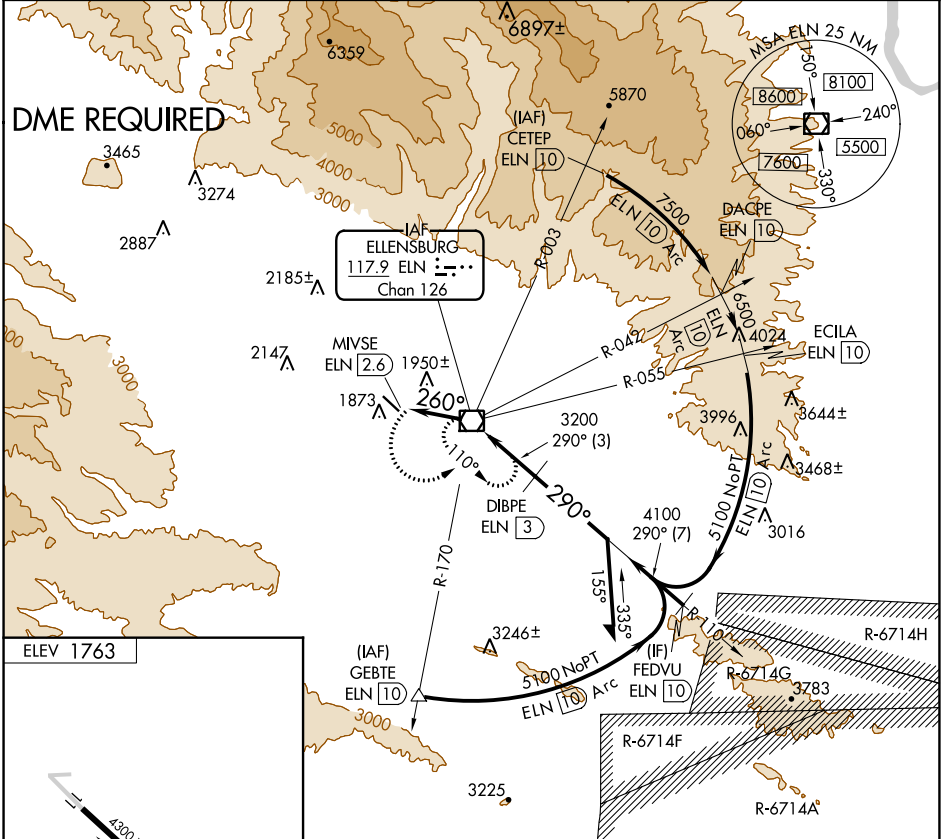 DME REQUIRED
6359
6897±
5870
3465
3274
2887
5000
4000
3000
MSA ELN 25 NM
150°
8100
8600
060°
240°
7600
5500
330°
(IAF)
CETEP
ELN 10
7500
ELN 10 Arc
R-003
DACPE
ELN 10
IAF
ELLENSBURG
117.9 ELN
Chan 126
2185±
6500
ELN 10 Arc
R-042
4024
ECILA
ELN 10
R-055
2147
MIVSE
ELN 2.6
1950±
1873
260°
3000
3000
3200
290° (3)
110°
DIBPE
ELN 3
290°
3996
3644±
3468±
3016
5100 NoPT
ELN 10 Arc
4100
290° (7)
R-170
155°
335°
R-110
(IF)
FEDVU
ELN 10
R-6714H
R-6714G
3783
R-6714F
R-6714A
3246±
(IAF)
GEBTE
ELN 10
5100 NoPT
ELN 10 Arc
3000
3225
ELEV 1763